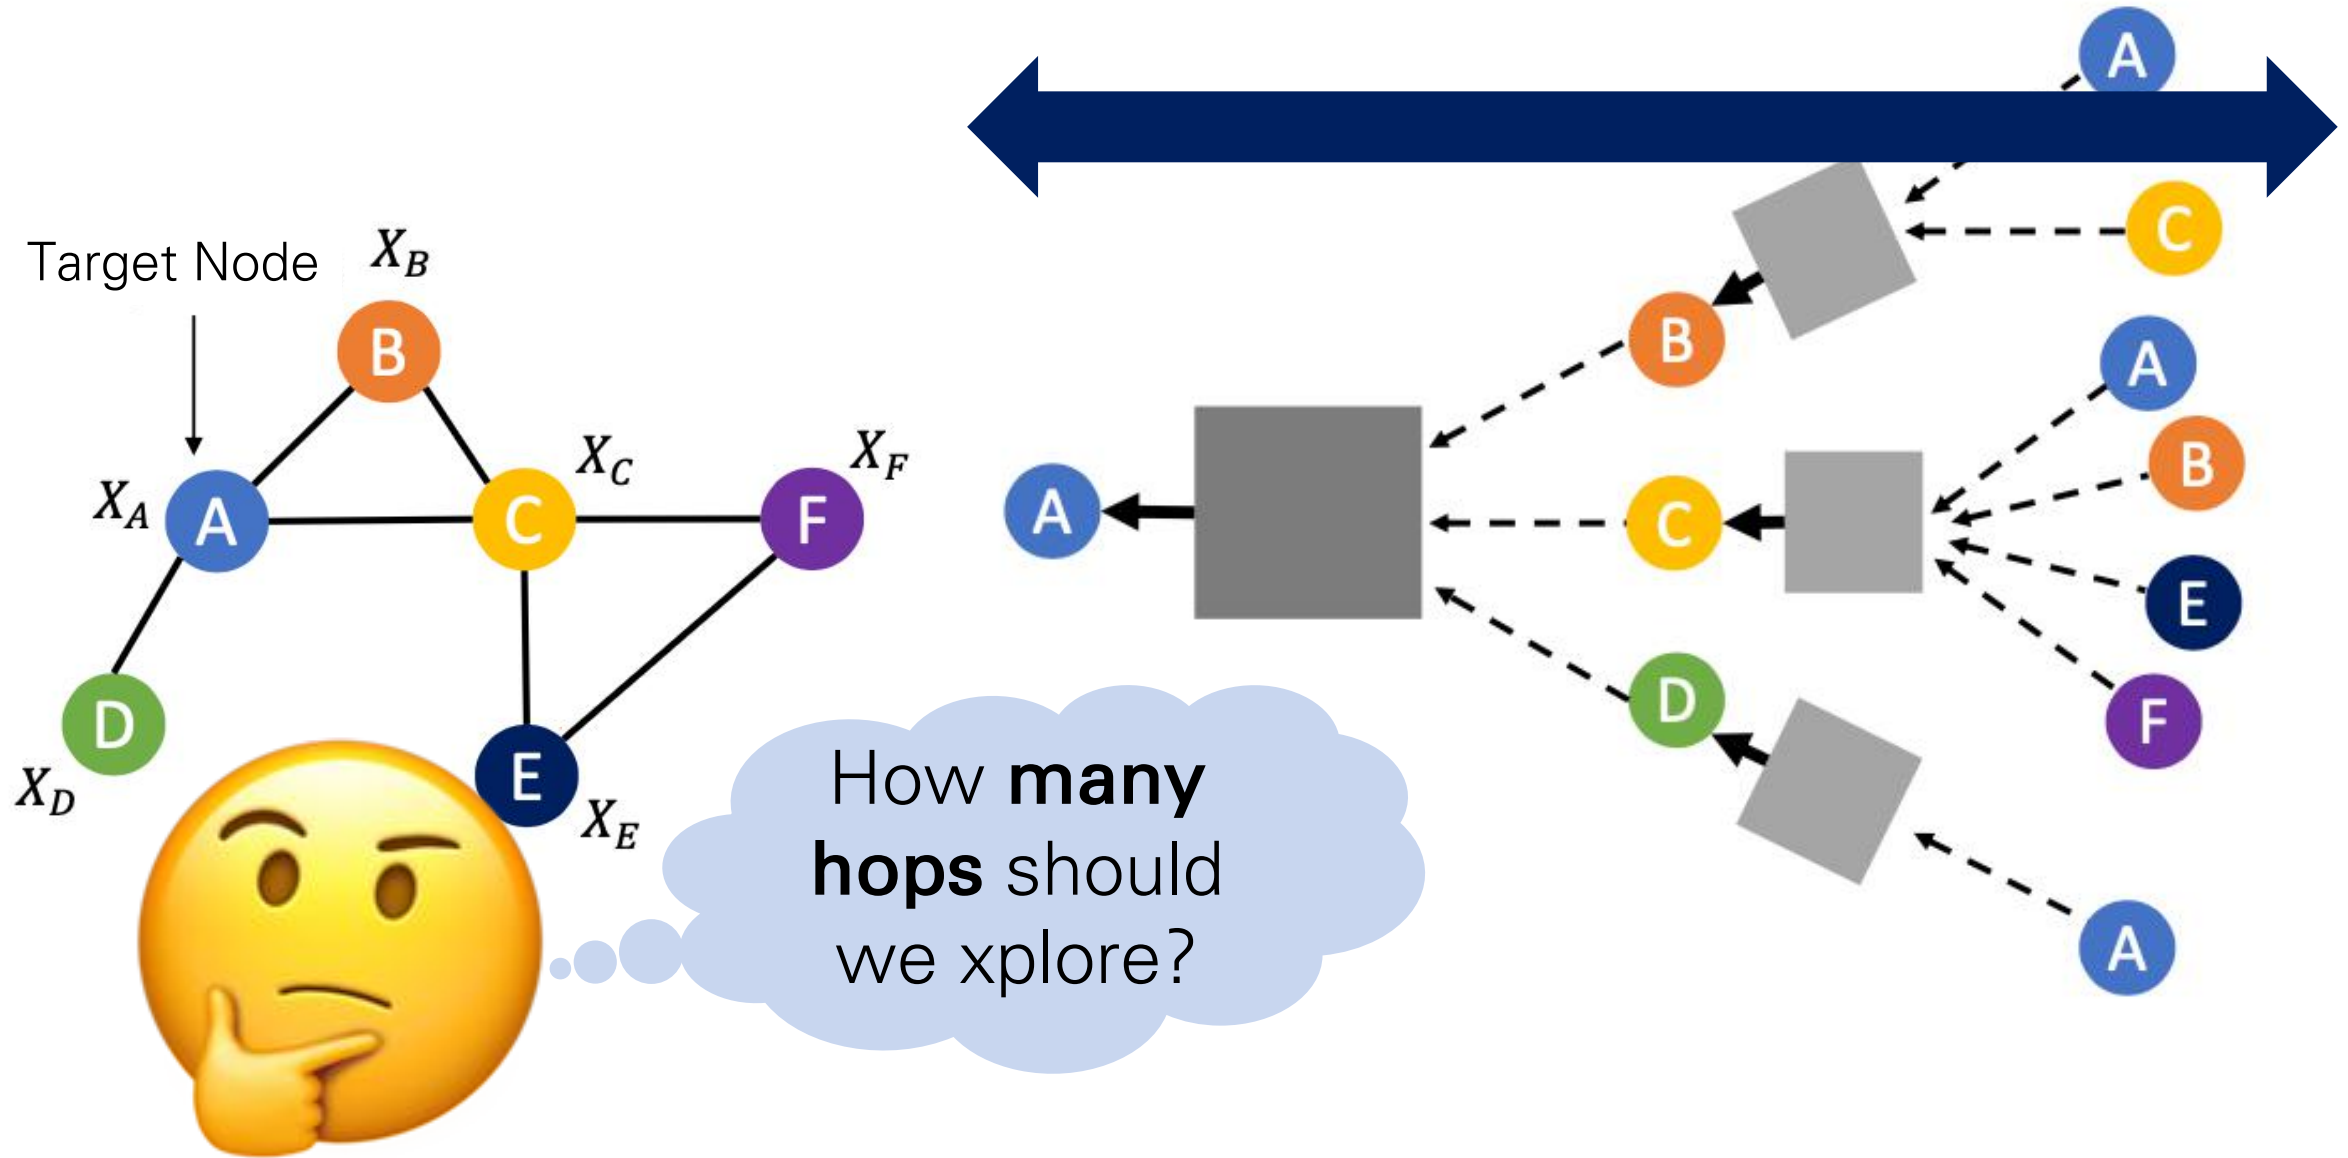 Target Node
X_B
B
X_A
A
X_C
C
X_F
F
D
X_D
E
X_E
How many
hops should
we xplore?
A
B
C
D
A
C
A
B
E
F
A